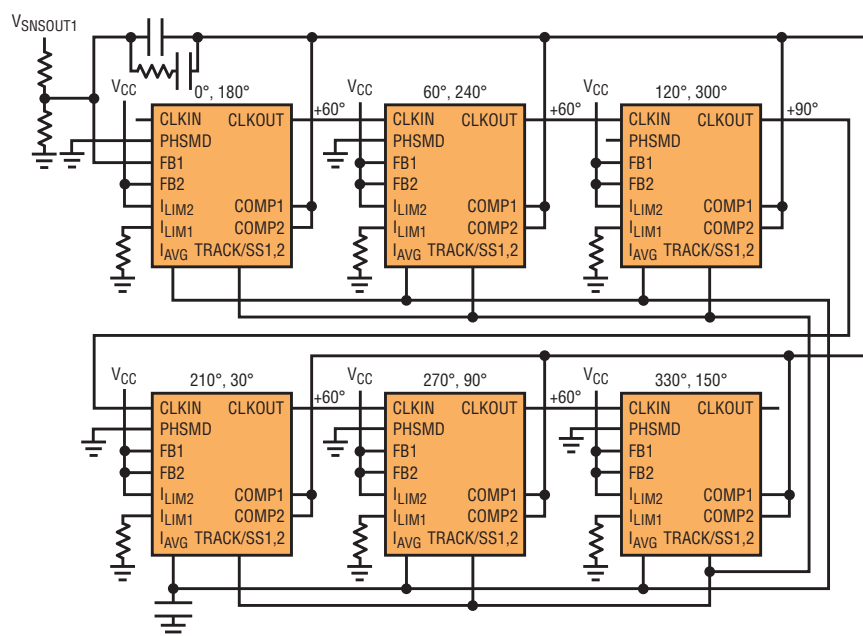 VSNSOUT1
VCC
0°, 180°
CLKIN CLKOUT
PHSMD
FB1
FB2
ILIM2 COMP1
ILIM1 COMP2
IAVG TRACK/SS1,2
+60°
VCC
60°, 240°
CLKIN CLKOUT
PHSMD
FB1
FB2
ILIM2 COMP1
ILIM1 COMP2
IAVG TRACK/SS1,2
+60°
VCC
120°, 300°
CLKIN CLKOUT
PHSMD
FB1
FB2
ILIM2 COMP1
ILIM1 COMP2
IAVG TRACK/SS1,2
+90°
VCC
210°, 30°
CLKIN CLKOUT
PHSMD
FB1
FB2
ILIM2 COMP1
ILIM1 COMP2
IAVG TRACK/SS1,2
+60°
VCC
270°, 90°
CLKIN CLKOUT
PHSMD
FB1
FB2
ILIM2 COMP1
ILIM1 COMP2
IAVG TRACK/SS1,2
+60°
VCC
330°, 150°
CLKIN CLKOUT
PHSMD
FB1
FB2
ILIM2 COMP1
ILIM1 COMP2
IAVG TRACK/SS1,2